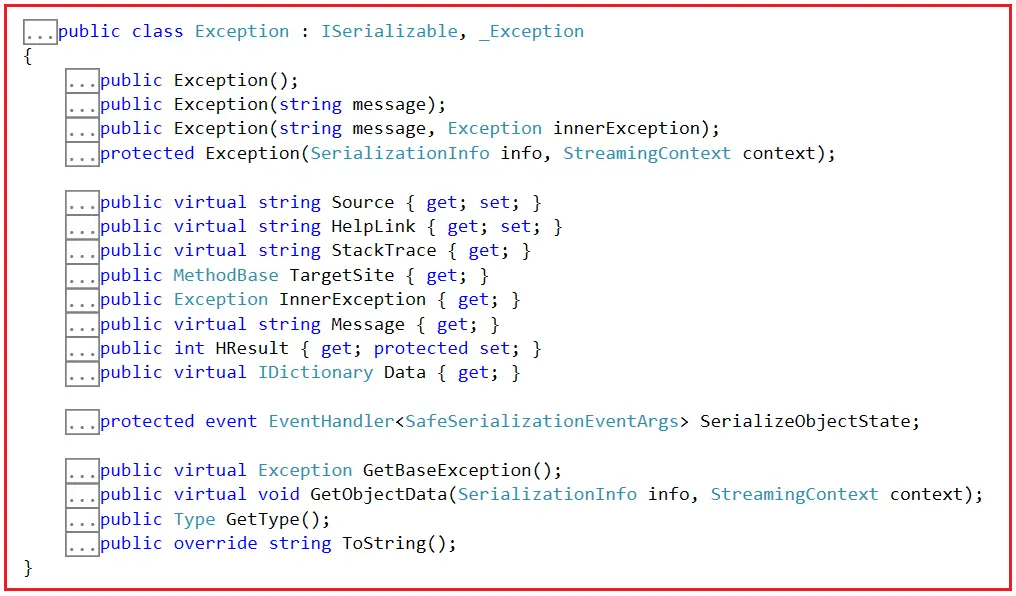 ...public class Exception : ISerializable, _Exception
{
...public Exception();
...public Exception(string message);
...public Exception(string message, Exception innerException);
...protected Exception(SerializationInfo info, StreamingContext context);
...public virtual string Source { get; set; }
...public virtual string HelpLink { get; set; }
...public virtual string StackTrace { get; }
...public MethodBase TargetSite { get; }
...public Exception InnerException { get; }
...public virtual string Message { get; }
...public int HResult { get; protected set; }
...public virtual IDictionary Data { get; }
...protected event EventHandler<SafeSerializationEventArgs> SerializeObjectState;
...public virtual Exception GetBaseException();
...public virtual void GetObjectData(SerializationInfo info, StreamingContext context);
...public Type GetType();
...public override string ToString();
}